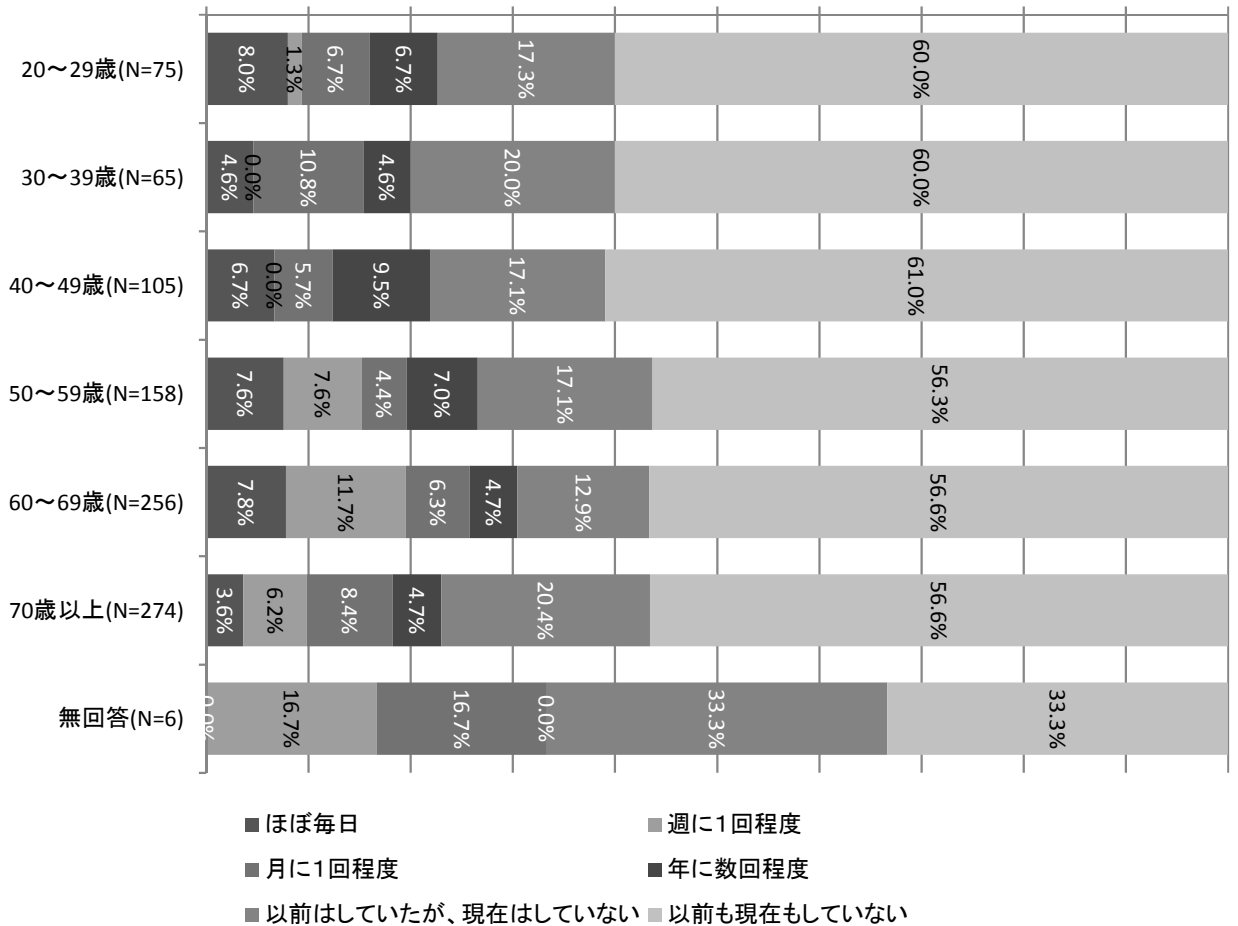 20～29歳(N=75) 8.0% 1.3% 6.7% 6.7% 17.3% 60.0%
30～39歳(N=65) 4.6% 0.0% 10.8% 4.6% 20.0% 60.0%
40～49歳(N=105) 6.7% 0.0% 5.7% 9.5% 17.1% 61.0%
50～59歳(N=158) 7.6% 7.6% 4.4% 7.0% 17.1% 56.3%
60～69歳(N=256) 7.8% 11.7% 6.3% 4.7% 12.9% 56.6%
70歳以上(N=274) 3.6% 6.2% 8.4% 4.7% 20.4% 56.6%
無回答(N=6) 0.0% 16.7% 16.7% 0.0% 33.3% 33.3%
ほぼ毎日 週に1回程度
月に1回程度 年に数回程度
以前はしていたが、現在はしていない 以前も現在もしていない